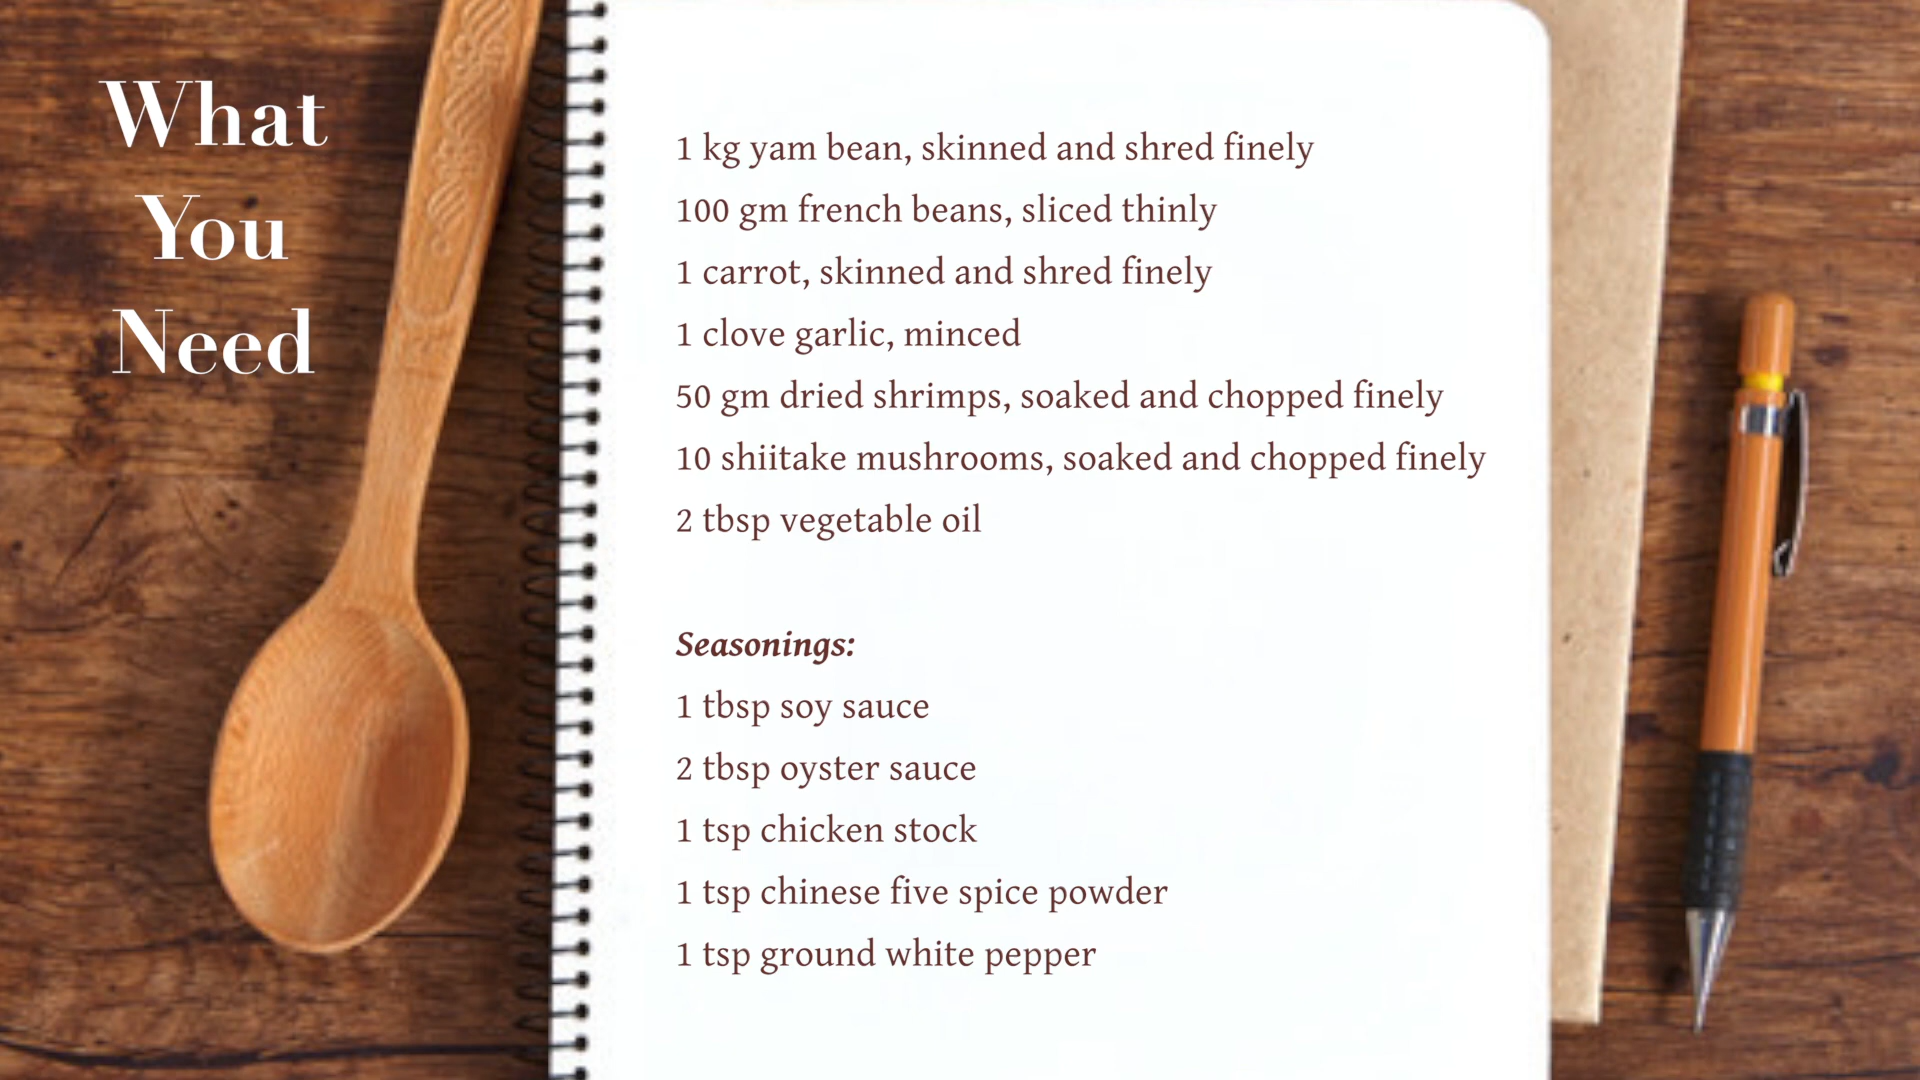 What
You
Need
1 kg yam bean, skinned and shred finely
100 gm french beans, sliced thinly
1 carrot, skinned and shred finely
1 clove garlic, minced
50 gm dried shrimps, soaked and chopped finely
10 shiitake mushrooms, soaked and chopped finely
2 tbsp vegetable oil
Seasonings:
1 tbsp soy sauce
2 tbsp oyster sauce
1 tsp chicken stock
1 tsp chinese five spice powder
1 tsp ground white pepper